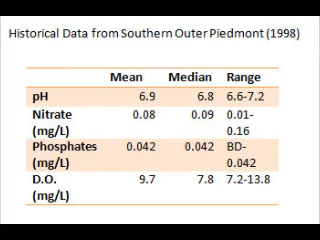 Historical Data from Southern Outer Piedmont (1998)
Mean Median Range
pH 6.9 6.8 6.6-7.2
Nitrate 0.08 0.09 0.01-
(mg/L) 0.16
Phosphates 0.042 0.042 BD-
(mg/L) 0.042
D.O. 9.7 7.8 7.2-13.8
(mg/L)